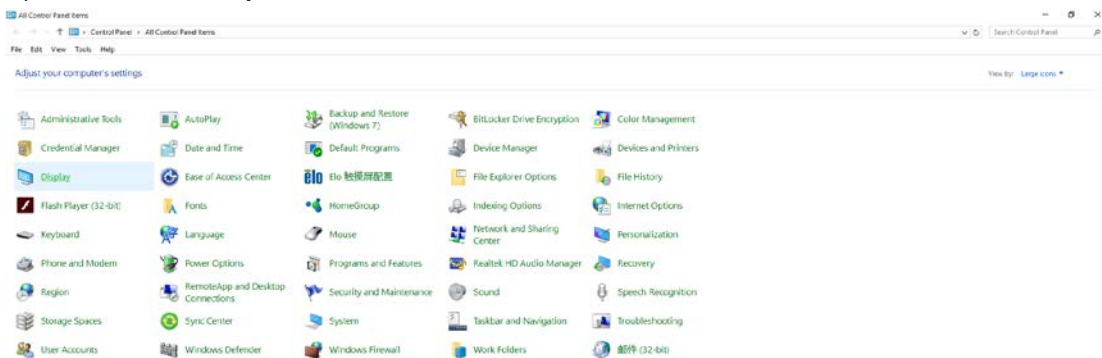 All Control Panel Items
Control Panel › All Control Panel Items
Search Control Panel
File Edit View Tools Help
Adjust your computer's settings
View by: Large icons
Administrative Tools
AutoPlay
Backup and Restore
(Windows 7)
BitLocker Drive Encryption
Color Management
Credential Manager
Date and Time
Default Programs
Device Manager
Devices and Printers
Display
Ease of Access Center
elo
Elo 触摸屏配置
File Explorer Options
File History
Flash Player (32-bit)
Fonts
HomeGroup
Indexing Options
Internet Options
Keyboard
Language
Mouse
Network and Sharing
Center
Personalization
Phone and Modem
Power Options
Programs and Features
Realtek HD Audio Manager
Recovery
Region
RemoteApp and Desktop
Connections
Security and Maintenance
Sound
Speech Recognition
Storage Spaces
Sync Center
System
Taskbar and Navigation
Troubleshooting
User Accounts
Windows Defender
Windows Firewall
Work Folders
邮件 (32-bit)